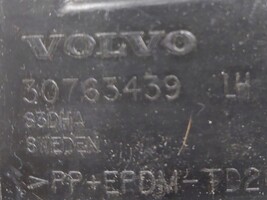 VOLVO
30763439 LH
S3DHA
SWEDEN
>PP+EPDM-TD2